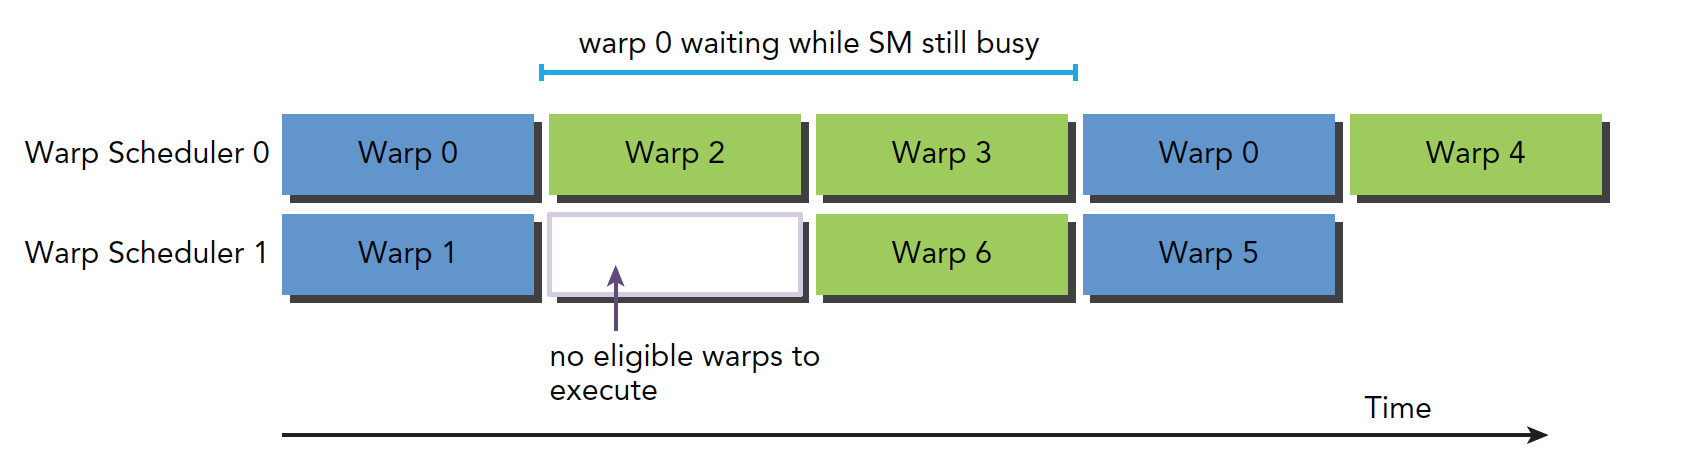 warp 0 waiting while SM still busy
Warp Scheduler 0 Warp 0 Warp 2 Warp 3 Warp 0 Warp 4
Warp Scheduler 1 Warp 1 Warp 6 Warp 5
no eligible warps to
execute
Time